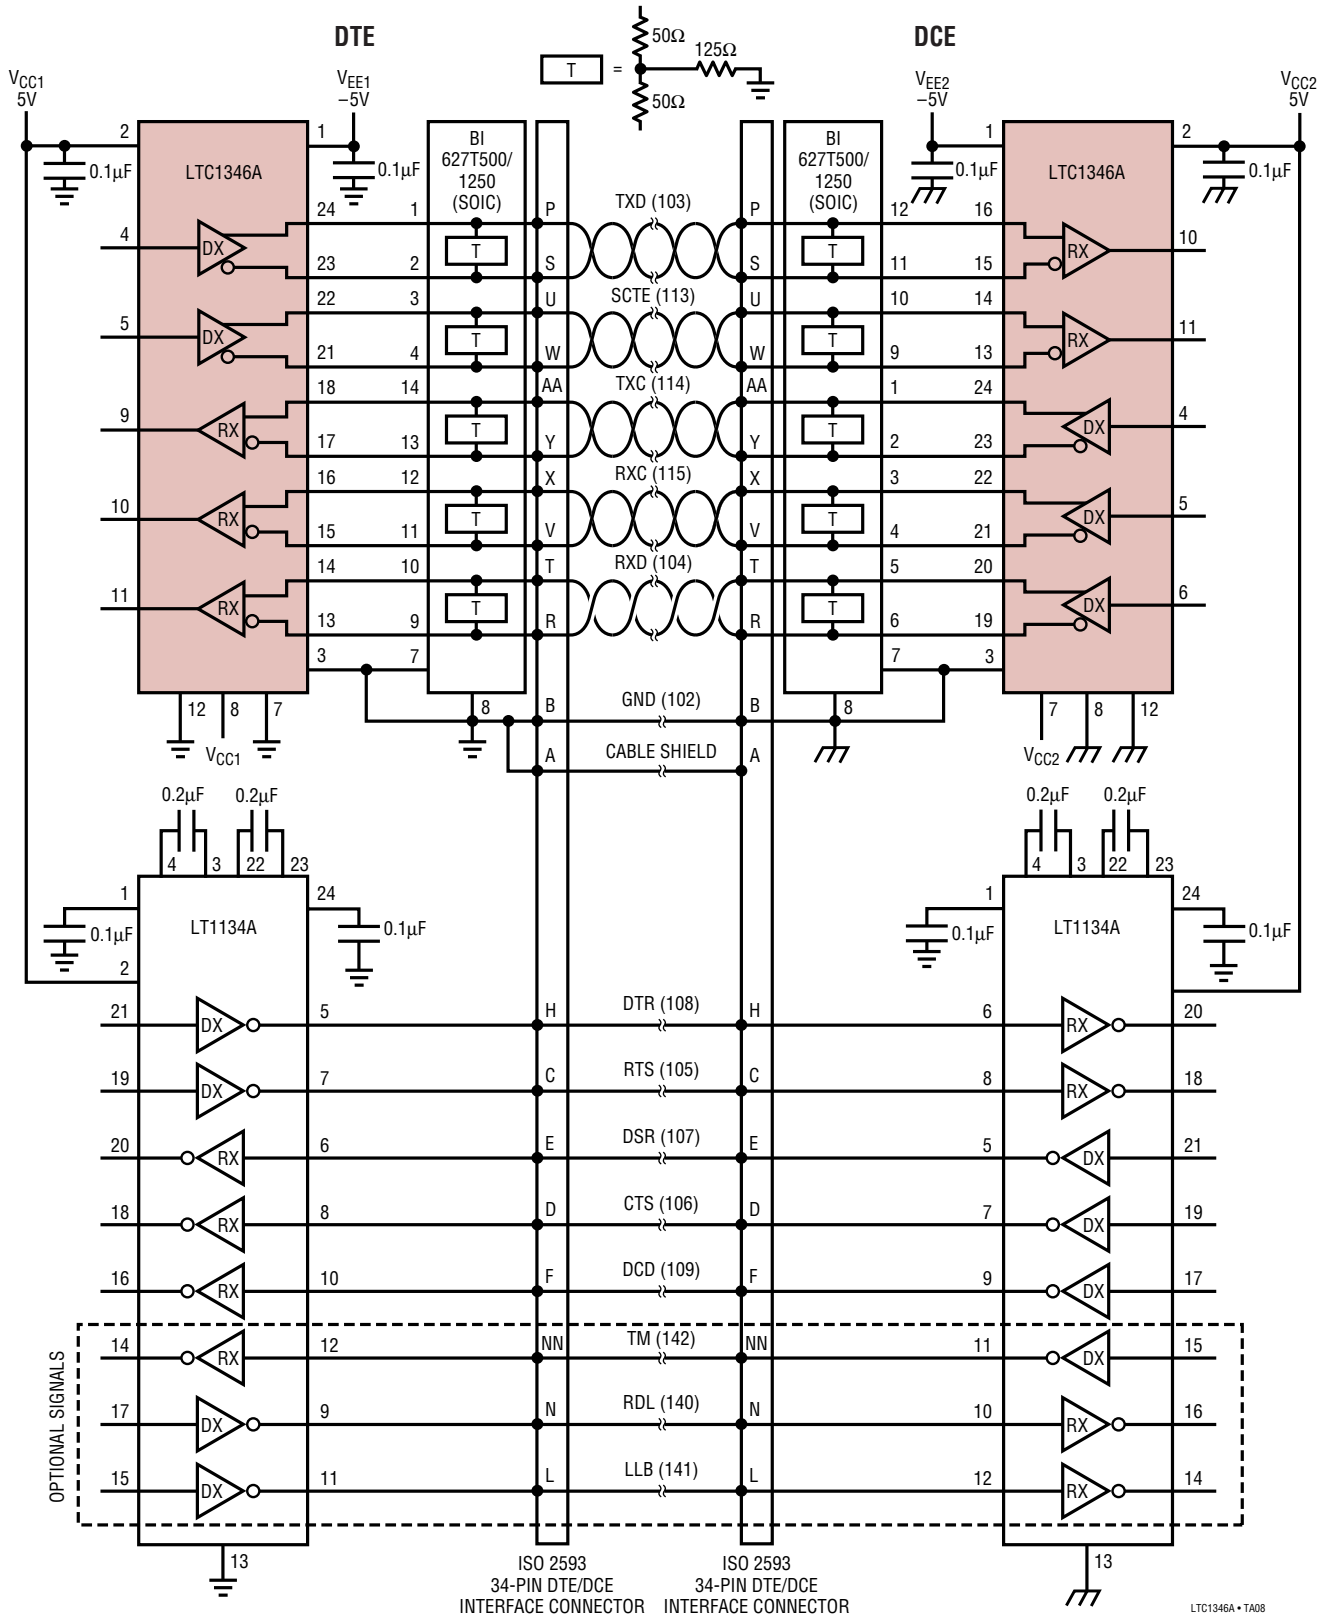 DTE
DCE
T = 50Ω 125Ω
50Ω
VCC1
5V
VEE1
–5V
VEE2
–5V
VCC2
5V
2 1 1 2
0.1µF 0.1µF 0.1µF 0.1µF
LTC1346A
BI
627T500/
1250
(SOIC)
BI
627T500/
1250
(SOIC)
LTC1346A
4 DX 24 1 P TXD (103) P 12 16 RX 10
T T
23 2 S S 11 15
5 DX 22 3 U SCTE (113) U 10 14 RX 11
T T
21 4 W W 9 13
9 RX 18 14 AA TXC (114) AA 1 24 DX 4
T T
17 13 Y Y 2 23
10 RX 16 12 X RXC (115) X 3 22 DX 5
T T
15 11 V V 4 21
11 RX 14 10 T RXD (104) T 5 20 DX 6
T T
13 9 R R 6 19
3 7 7 3
12 8 7 8 B GND (102) B 8 7 8 12
VCC1 A CABLE SHIELD A VCC2
0.2µF 0.2µF 0.2µF 0.2µF
4 3 22 23 4 3 22 23
1 24 1 24
LT1134A LT1134A
0.1µF 0.1µF 0.1µF 0.1µF
2
21 DX 5 H DTR (108) H 6 RX 20
19 DX 7 C RTS (105) C 8 RX 18
20 RX 6 E DSR (107) E 5 DX 21
18 RX 8 D CTS (106) D 7 DX 19
16 RX 10 F DCD (109) F 9 DX 17
OPTIONAL SIGNALS
14 RX 12 NN TM (142) NN 11 DX 15
17 DX 9 N RDL (140) N 10 RX 16
15 DX 11 L LLB (141) L 12 RX 14
13 13
ISO 2593
34-PIN DTE/DCE
INTERFACE CONNECTOR
ISO 2593
34-PIN DTE/DCE
INTERFACE CONNECTOR
LTC1346A • TA08